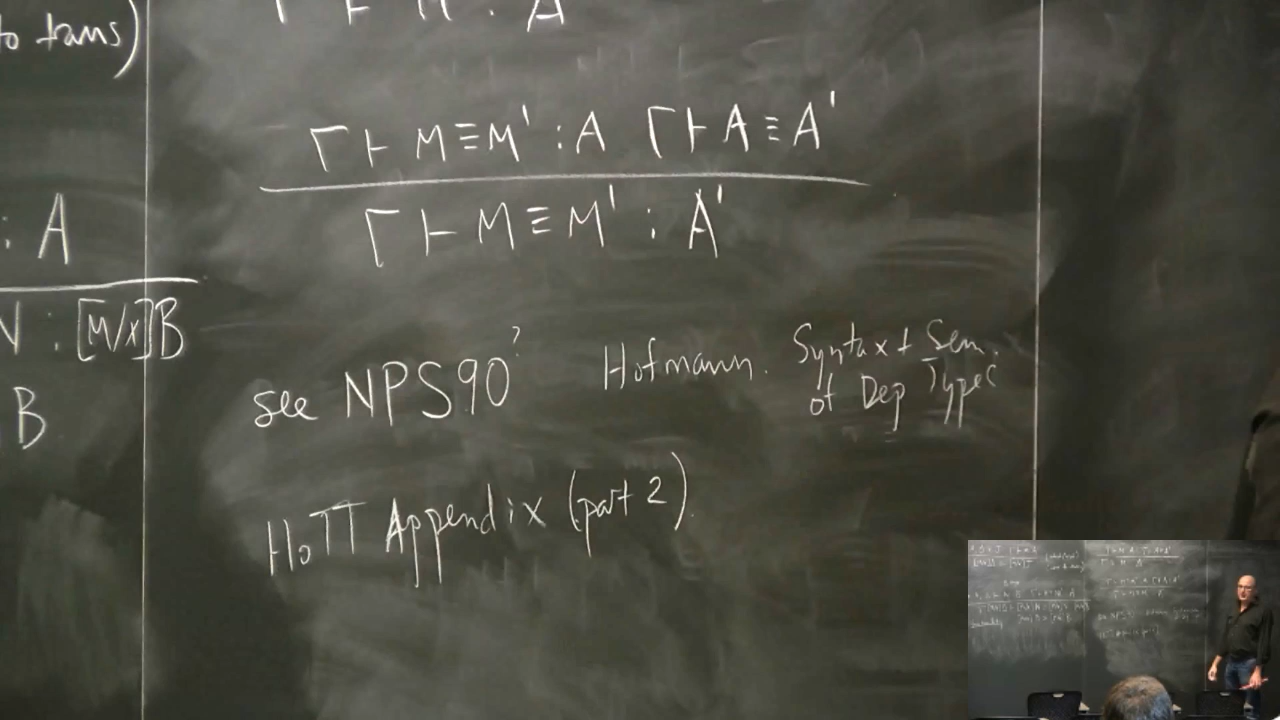 to trans)
: A
N : [M/x]B
B
Γ ⊢ M : A
Γ ⊢ M ≡ M' : A Γ ⊢ A ≡ A'
Γ ⊢ M ≡ M' : A'
see NPS90? Hofmann. Syntax + Sem.
of Dep Types
HoTT Appendix (part 2).